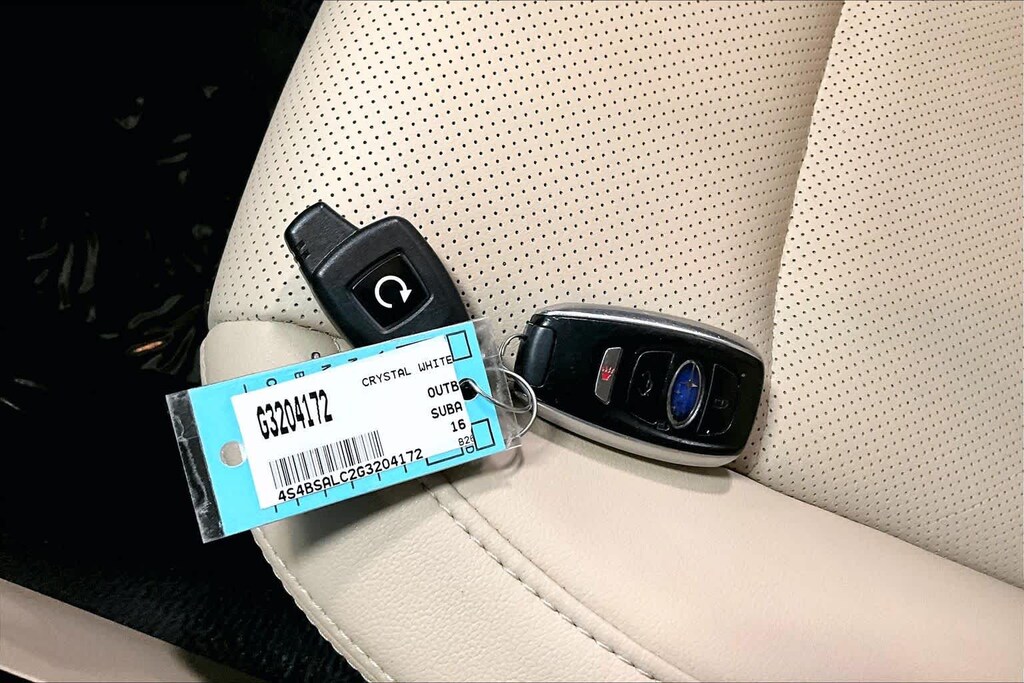 CRYSTAL WHITE
G3204172
OUTB
SUBA
16
4S4BSALC2G3204172